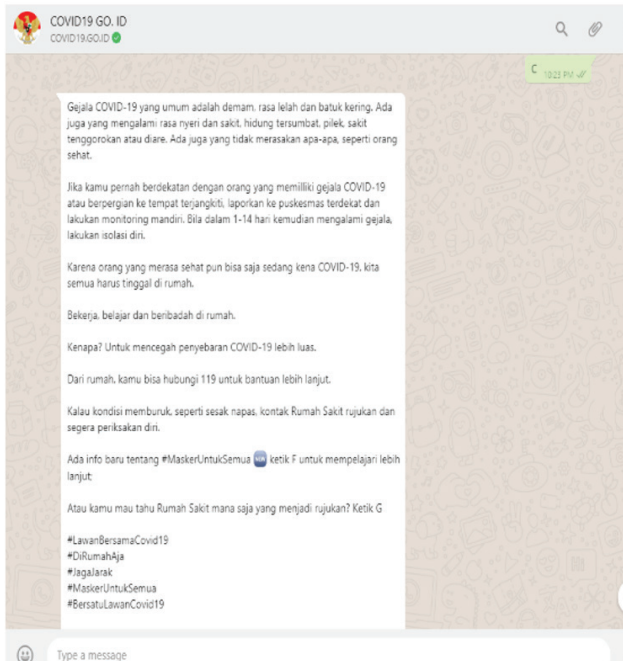 COVID19 GO. ID
COVID19.GO.ID
C 10:23 PM
Gejala COVID-19 yang umum adalah demam, rasa lelah dan batuk kering. Ada
juga yang mengalami rasa nyeri dan sakit, hidung tersumbat, pilek, sakit
tenggorokan atau diare. Ada juga yang tidak merasakan apa-apa, seperti orang
sehat.
Jika kamu pernah berdekatan dengan orang yang memilliki gejala COVID-19
atau berpergian ke tempat terjangkiti, laporkan ke puskesmas terdekat dan
lakukan monitoring mandiri. Bila dalam 1-14 hari kemudian mengalami gejala,
lakukan isolasi diri.
Karena orang yang merasa sehat pun bisa saja sedang kena COVID-19, kita
semua harus tinggal di rumah.
Bekerja, belajar dan beribadah di rumah.
Kenapa? Untuk mencegah penyebaran COVID-19 lebih luas.
Dari rumah, kamu bisa hubungi 119 untuk bantuan lebih lanjut.
Kalau kondisi memburuk, seperti sesak napas, kontak Rumah Sakit rujukan dan
segera periksakan diri.
Ada info baru tentang #MaskerUntukSemua NEW ketik F untuk mempelajari lebih
lanjut
Atau kamu mau tahu Rumah Sakit mana saja yang menjadi rujukan? Ketik G
#LawanBersamaCovid19
#DiRumahAja
#JagaJarak
#MaskerUntukSemua
#BersatuLawanCovid19
Type a message